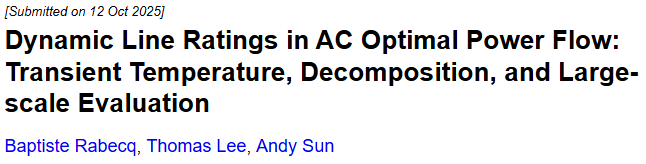 [Submitted on 12 Oct 2025]
Dynamic Line Ratings in AC Optimal Power Flow:
Transient Temperature, Decomposition, and Large-
scale Evaluation
Baptiste Rabecq, Thomas Lee, Andy Sun